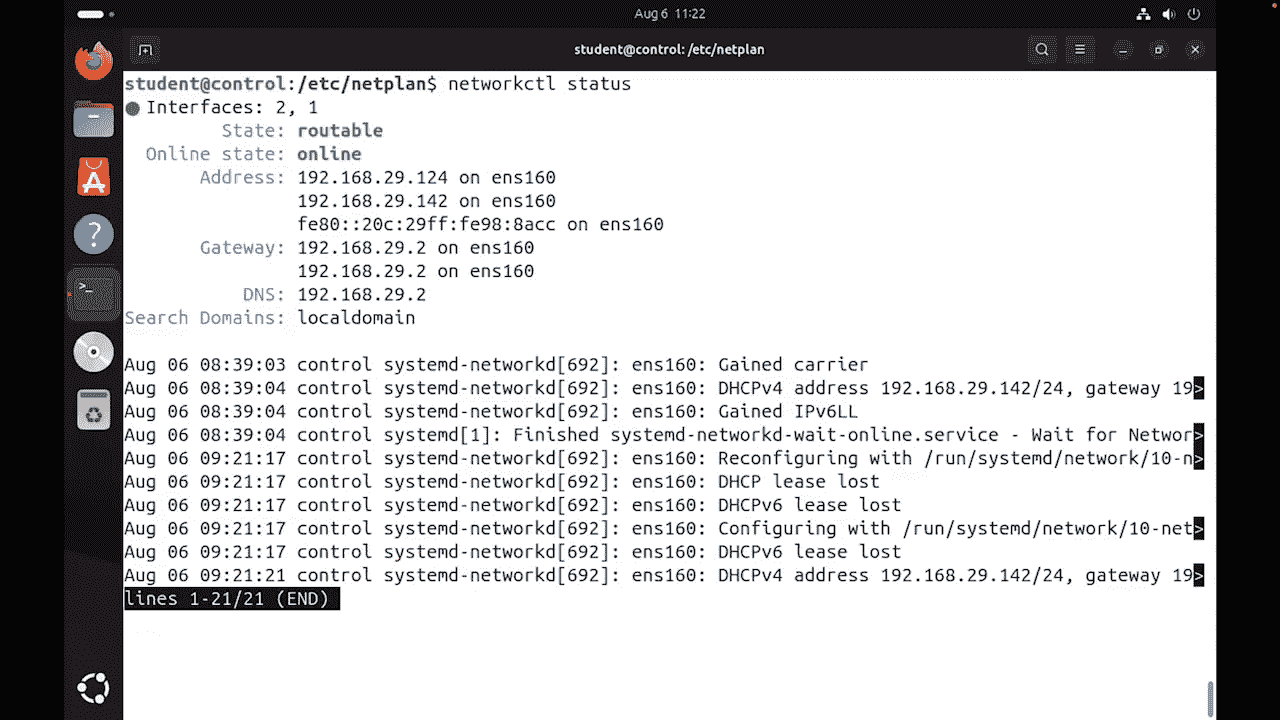 Aug 6 11:22
student@control: /etc/netplan
student@control:/etc/netplan$ networkctl status
● Interfaces: 2, 1
State: routable
Online state: online
Address: 192.168.29.124 on ens160
192.168.29.142 on ens160
fe80::20c:29ff:fe98:8acc on ens160
Gateway: 192.168.29.2 on ens160
192.168.29.2 on ens160
DNS: 192.168.29.2
Search Domains: localdomain
Aug 06 08:39:03 control systemd-networkd[692]: ens160: Gained carrier
Aug 06 08:39:04 control systemd-networkd[692]: ens160: DHCPv4 address 192.168.29.142/24, gateway 19>
Aug 06 08:39:04 control systemd-networkd[692]: ens160: Gained IPv6LL
Aug 06 08:39:04 control systemd[1]: Finished systemd-networkd-wait-online.service - Wait for Networ>
Aug 06 09:21:17 control systemd-networkd[692]: ens160: Reconfiguring with /run/systemd/network/10-n>
Aug 06 09:21:17 control systemd-networkd[692]: ens160: DHCP lease lost
Aug 06 09:21:17 control systemd-networkd[692]: ens160: DHCPv6 lease lost
Aug 06 09:21:17 control systemd-networkd[692]: ens160: Configuring with /run/systemd/network/10-net>
Aug 06 09:21:17 control systemd-networkd[692]: ens160: DHCPv6 lease lost
Aug 06 09:21:21 control systemd-networkd[692]: ens160: DHCPv4 address 192.168.29.142/24, gateway 19>
lines 1-21/21 (END)